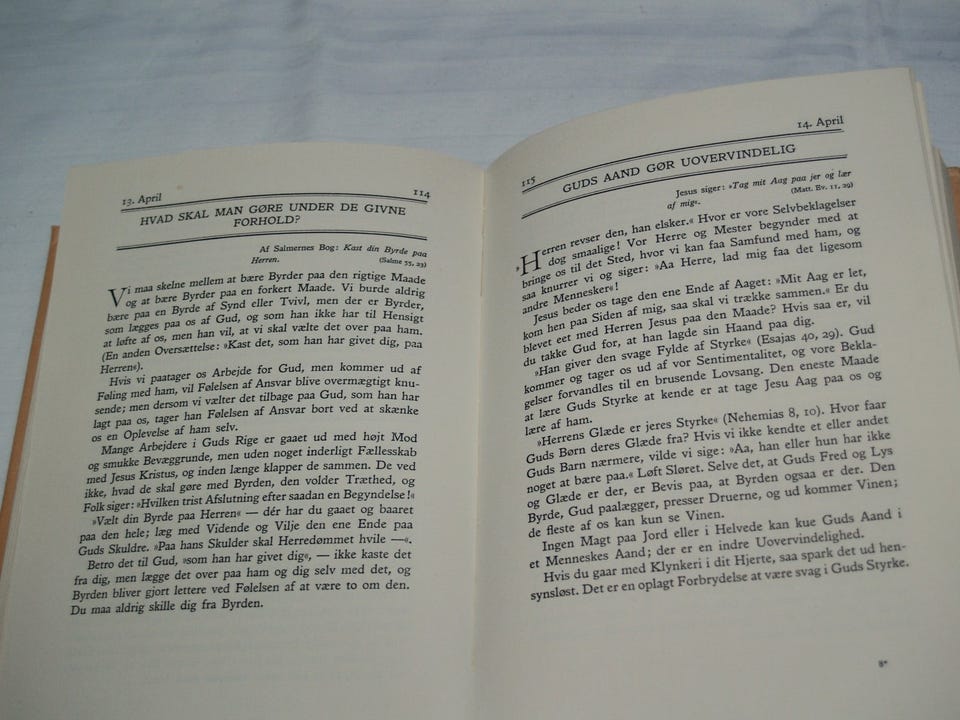 13. April
114
HVAD SKAL MAN GØRE UNDER DE GIVNE
FORHOLD?
Af Salmernes Bog: Kast din Byrde paa
Herren.
(Salme 55, 23)
Vi maa skelne mellem at bære Byrder paa den rigtige Maade
og at bære Byrder paa en forkert Maade. Vi burde aldrig
bære paa en Byrde af Synd eller Tvivl, men der er Byrder,
som lægges paa os af Gud, og som han ikke har til Hensigt
at løfte af os, men han vil, at vi skal vælte det over paa ham.
(En anden Oversættelse: »Kast det, som han har givet dig, paa
Herren«).
Hvis vi paatager os Arbejde for Gud, men kommer ud af
Føling med ham, vil Følelsen af Ansvar blive overmægtigt knu-
sende; men dersom vi vælter det tilbage paa Gud, som han har
lagt paa os, tager han Følelsen af Ansvar bort ved at skænke
os en Oplevelse af ham selv.
Mange Arbejdere i Guds Rige er gaaet ud med højt Mod
og smukke Bevæggrunde, men uden noget inderligt Fællesskab
med Jesus Kristus, og inden længe klapper de sammen. De ved
ikke, hvad de skal gøre med Byrden, den volder Træthed, og
Folk siger: »Hvilken trist Afslutning efter saadan en Begyndelse!«
»Vælt din Byrde paa Herren« — dér har du gaaet og baaret
paa den hele; læg med Vidende og Vilje den ene Ende paa
Guds Skuldre. »Paa hans Skulder skal Herredømmet hvile —«.
Betro det til Gud, »som han har givet dig«, — ikke kaste det
fra dig, men lægge det over paa ham og dig selv med det, og
Byrden bliver gjort lettere ved Følelsen af at være to om den.
Du maa aldrig skille dig fra Byrden.
115
14. April
GUDS AAND GØR UOVERVINDELIG
Jesus siger: »Tag mit Aag paa jer og lær
af mig«.
(Matt. Ev. 11, 29)
»Herren revser den, han elsker.« Hvor er vore Selvbeklagelser
dog smaalige! Vor Herre og Mester begynder med at
bringe os til det Sted, hvor vi kan faa Samfund med ham, og
saa knurrer vi og siger: »Aa Herre, lad mig faa det ligesom
andre Mennesker«!
Jesus beder os tage den ene Ende af Aaget: »Mit Aag er let,
kom hen paa Siden af mig, saa skal vi trække sammen.« Er du
blevet eet med Herren Jesus paa den Maade? Hvis saa er, vil
du takke Gud for, at han lagde sin Haand paa dig.
»Han giver den svage Fylde af Styrke« (Esajas 40, 29). Gud
kommer og tager os ud af vor Sentimentalitet, og vore Bekla-
gelser forvandles til en brusende Lovsang. Den eneste Maade
at lære Guds Styrke at kende er at tage Jesu Aag paa os og
lære af ham.
»Herrens Glæde er jeres Styrke« (Nehemias 8, 10). Hvor faar
Guds Børn deres Glæde fra? Hvis vi ikke kendte et eller andet
Guds Barn nærmere, vilde vi sige: »Aa, han eller hun har ikke
noget at bære paa.« Løft Sløret. Selve det, at Guds Fred og Lys
og Glæde er der, er Bevis paa, at Byrden ogsaa er der. Den
Byrde, Gud paalægger, presser Druerne, og ud kommer Vinen;
de fleste af os kan kun se Vinen.
Ingen Magt paa Jord eller i Helvede kan kue Guds Aand i
et Menneskes Aand; der er en indre Uovervindelighed.
Hvis du gaar med Klynkeri i dit Hjerte, saa spark det ud hen-
synsløst. Det er en oplagt Forbrydelse at være svag i Guds Styrke.
8*